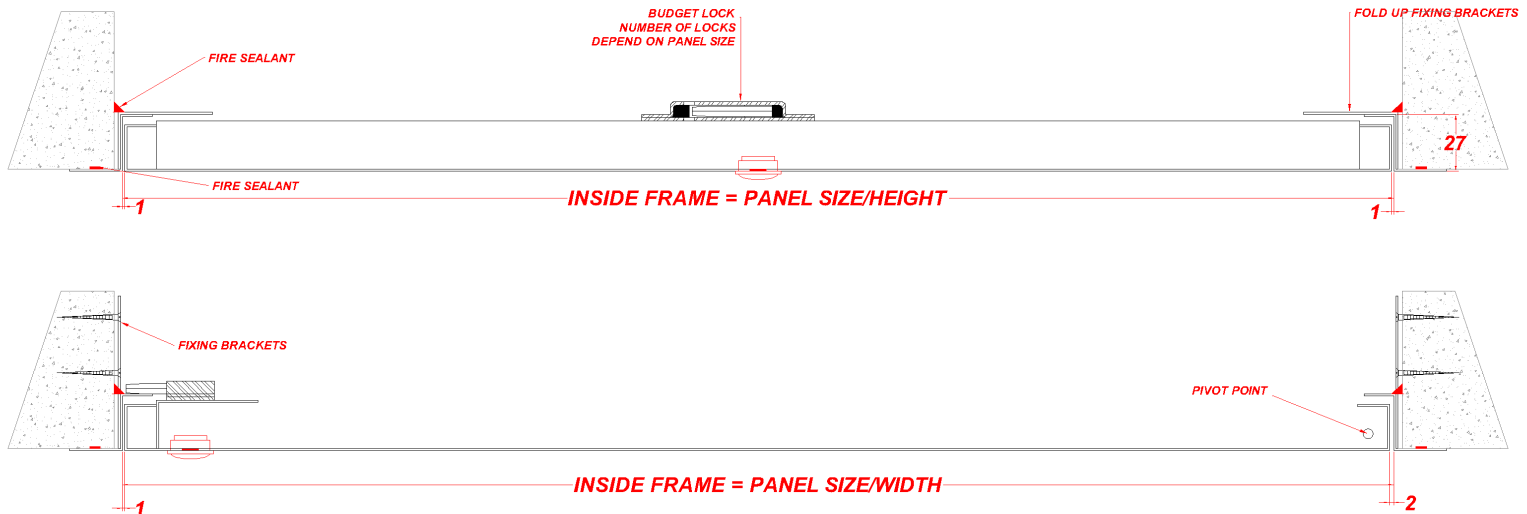 BUDGET LOCK
NUMBER OF LOCKS
DEPEND ON PANEL SIZE
FOLD UP FIXING BRACKETS
FIRE SEALANT
27
FIRE SEALANT
INSIDE FRAME = PANEL SIZE/HEIGHT
1
1
FIXING BRACKETS
PIVOT POINT
INSIDE FRAME = PANEL SIZE/WIDTH
1
2